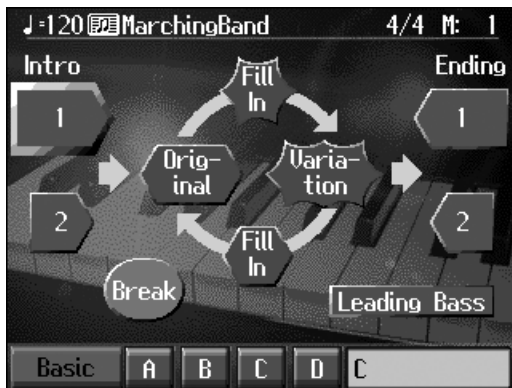 ♩=120 MarchingBand 4/4 M: 1
Intro
Ending
Fill
In
1
1
Orig-
inal
Varia-
tion
2
2
Fill
In
Break
Leading Bass
Basic A B C D C